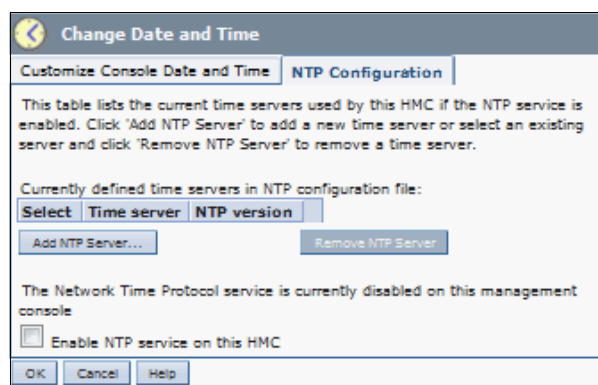 Change Date and Time
Customize Console Date and Time NTP Configuration
This table lists the current time servers used by this HMC if the NTP service is
enabled. Click 'Add NTP Server' to add a new time server or select an existing
server and click 'Remove NTP Server' to remove a time server.
Currently defined time servers in NTP configuration file:
Select Time server NTP version
Add NTP Server... Remove NTP Server
The Network Time Protocol service is currently disabled on this management
console
Enable NTP service on this HMC
OK Cancel Help